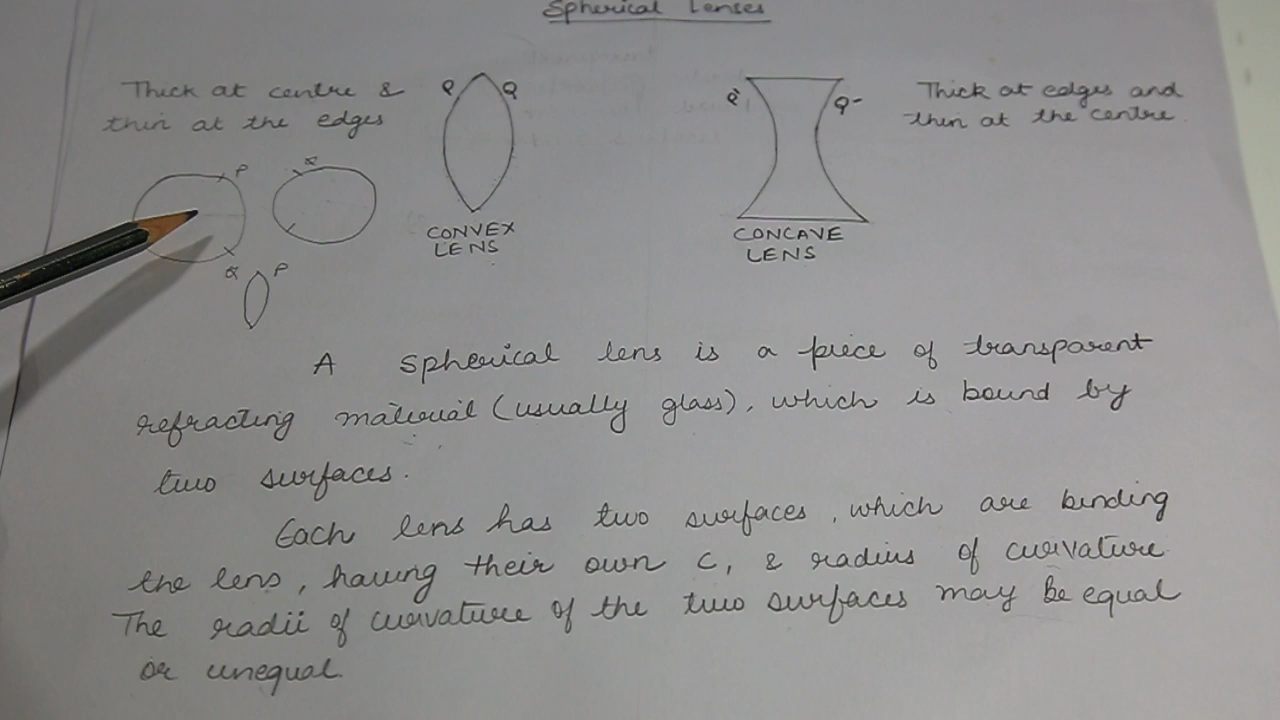 Spherical Lenses
Thick at centre &
thin at the edges
P
Q
CONVEX
LENS
Thick at edges and
thin at the centre
CONCAVE
LENS
P
P
A spherical lens is a piece of transparent
refracting material (usually glass), which is bound by
two surfaces.
Each lens has two surfaces, which are binding
the lens, having their own C, & radius of curvature
The radii of curvature of the two surfaces may be equal
or unequal.